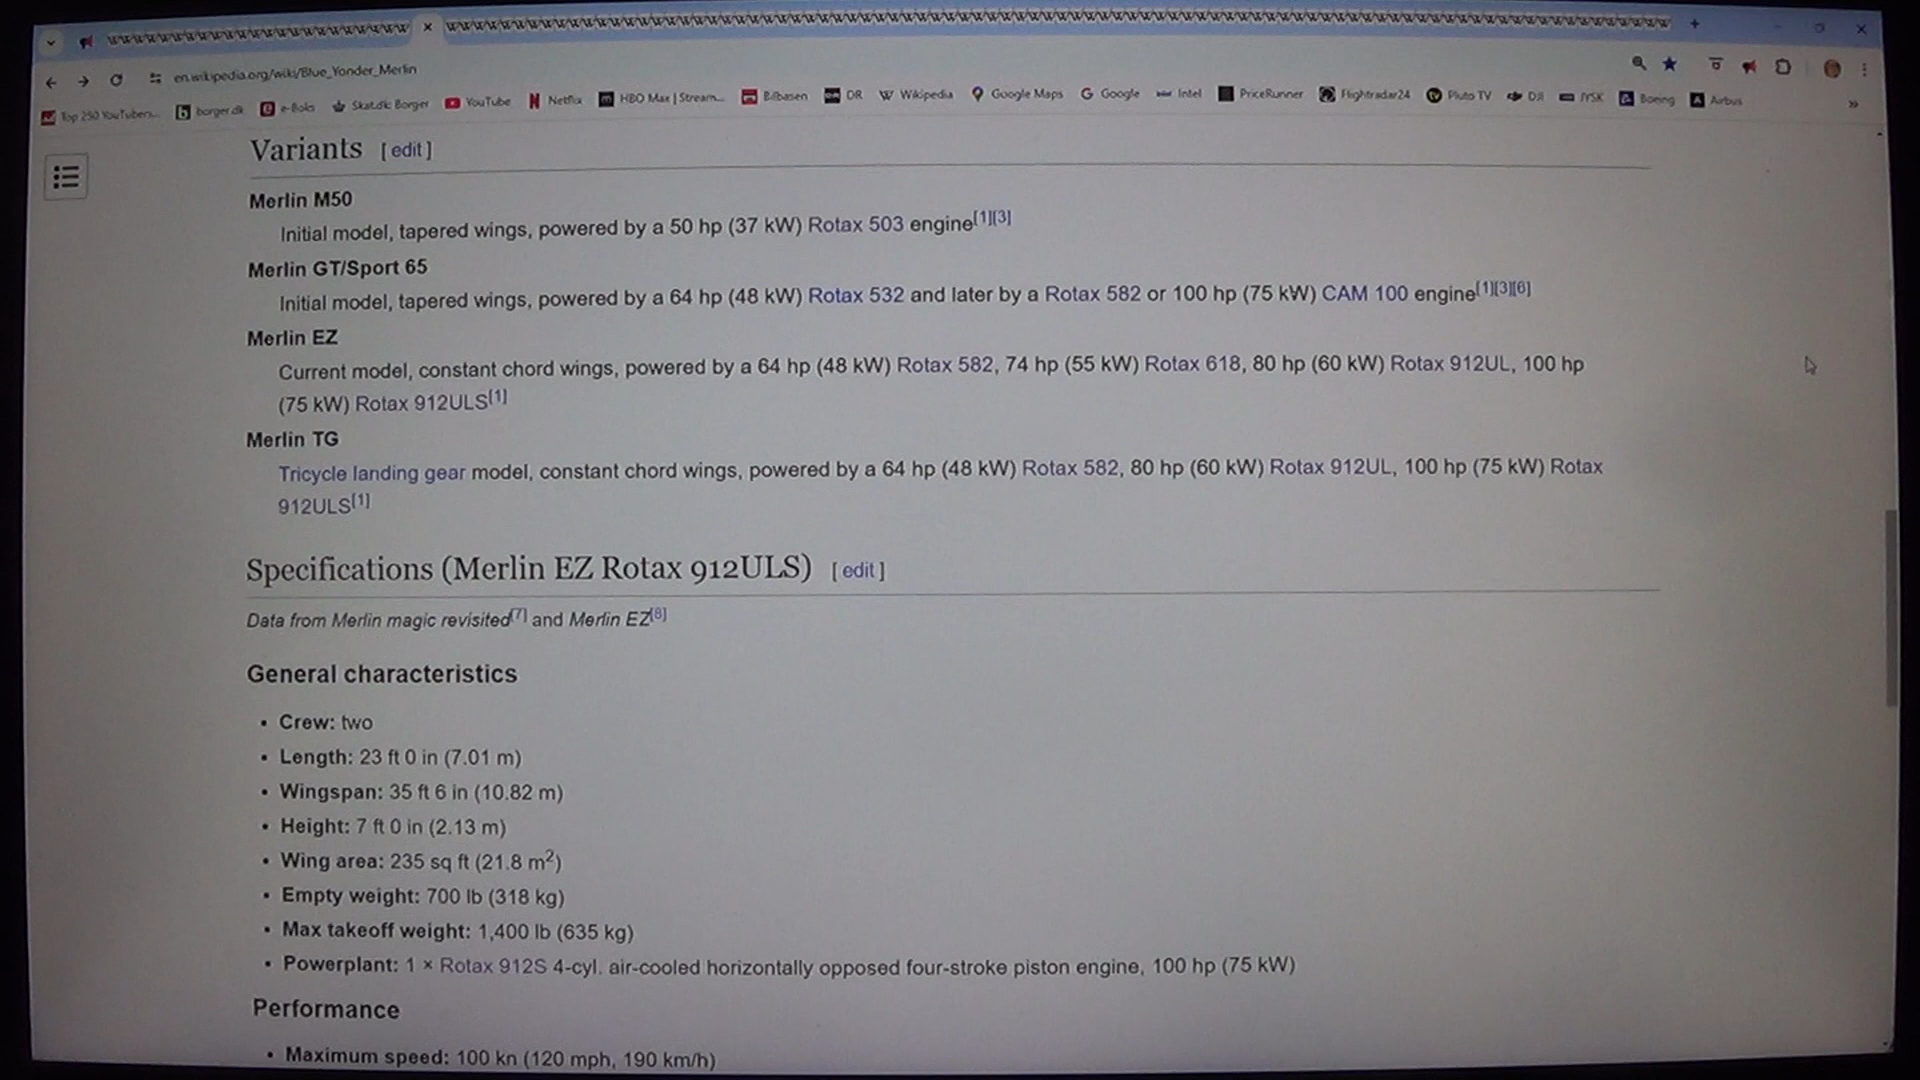 en.wikipedia.org/wiki/Blue_Yonder_Merlin
Top 250 YouTubers... borger.dk e-Boks Skat.dk: Borger YouTube Netflix HBO Max | Stream... Bilbasen DR Wikipedia Google Maps Google Intel PriceRunner Flightradar24 Pluto TV DJI JYSK Boeing Airbus »
Variants [ edit ]
Merlin M50
Initial model, tapered wings, powered by a 50 hp (37 kW) Rotax 503 engine[1][3]
Merlin GT/Sport 65
Initial model, tapered wings, powered by a 64 hp (48 kW) Rotax 532 and later by a Rotax 582 or 100 hp (75 kW) CAM 100 engine[1][3][6]
Merlin EZ
Current model, constant chord wings, powered by a 64 hp (48 kW) Rotax 582, 74 hp (55 kW) Rotax 618, 80 hp (60 kW) Rotax 912UL, 100 hp
(75 kW) Rotax 912ULS[1]
Merlin TG
Tricycle landing gear model, constant chord wings, powered by a 64 hp (48 kW) Rotax 582, 80 hp (60 kW) Rotax 912UL, 100 hp (75 kW) Rotax
912ULS[1]
Specifications (Merlin EZ Rotax 912ULS) [ edit ]
Data from Merlin magic revisited[7] and Merlin EZ[8]
General characteristics
• Crew: two
• Length: 23 ft 0 in (7.01 m)
• Wingspan: 35 ft 6 in (10.82 m)
• Height: 7 ft 0 in (2.13 m)
• Wing area: 235 sq ft (21.8 m²)
• Empty weight: 700 lb (318 kg)
• Max takeoff weight: 1,400 lb (635 kg)
• Powerplant: 1 × Rotax 912S 4-cyl. air-cooled horizontally opposed four-stroke piston engine, 100 hp (75 kW)
Performance
• Maximum speed: 100 kn (120 mph, 190 km/h)